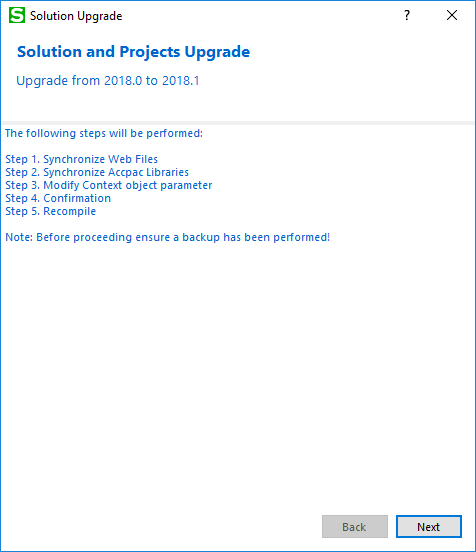 S Solution Upgrade ?
Solution and Projects Upgrade
Upgrade from 2018.0 to 2018.1
The following steps will be performed:
Step 1. Synchronize Web Files
Step 2. Synchronize Accpac Libraries
Step 3. Modify Context object parameter
Step 4. Confirmation
Step 5. Recompile
Note: Before proceeding ensure a backup has been performed!
Back Next